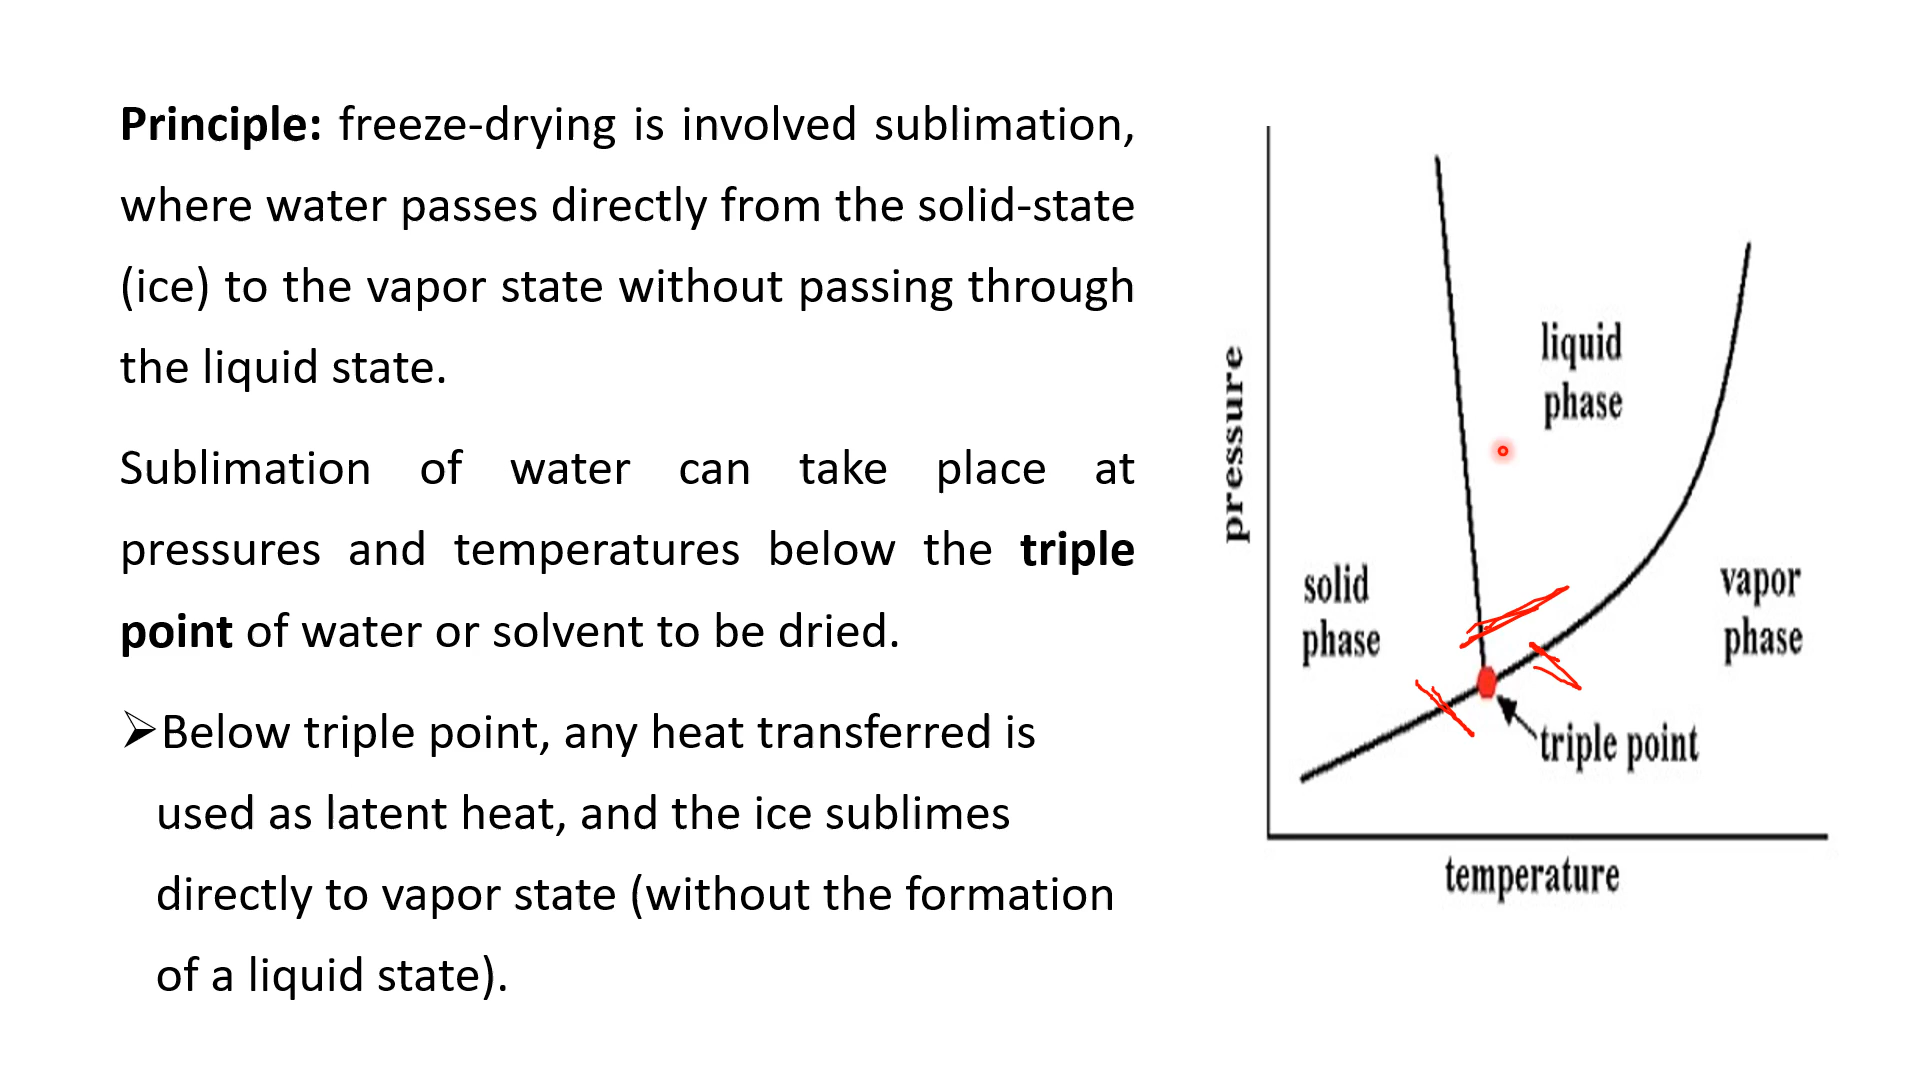 Principle: freeze-drying is involved sublimation,
where water passes directly from the solid-state
(ice) to the vapor state without passing through
the liquid state.
Sublimation of water can take place at
pressures and temperatures below the triple
point of water or solvent to be dried.
➢Below triple point, any heat transferred is
used as latent heat, and the ice sublimes
directly to vapor state (without the formation
of a liquid state).
pressure
liquid
phase
solid
phase
vapor
phase
triple point
temperature